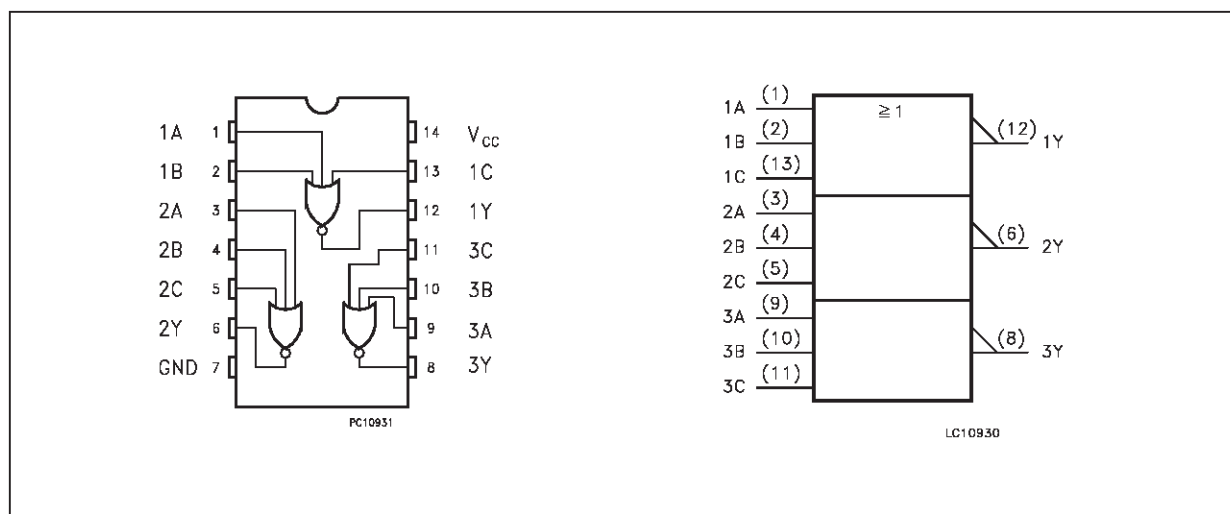 1A 1 14 V_CC
1B 2 13 1C
2A 3 12 1Y
2B 4 11 3C
2C 5 10 3B
2Y 6 9 3A
GND 7 8 3Y
PC10931
≧1
1A (1)
1B (2)
1C (13)
2A (3)
2B (4)
2C (5)
3A (9)
3B (10)
3C (11)
(12) 1Y
(6) 2Y
(8) 3Y
LC10930